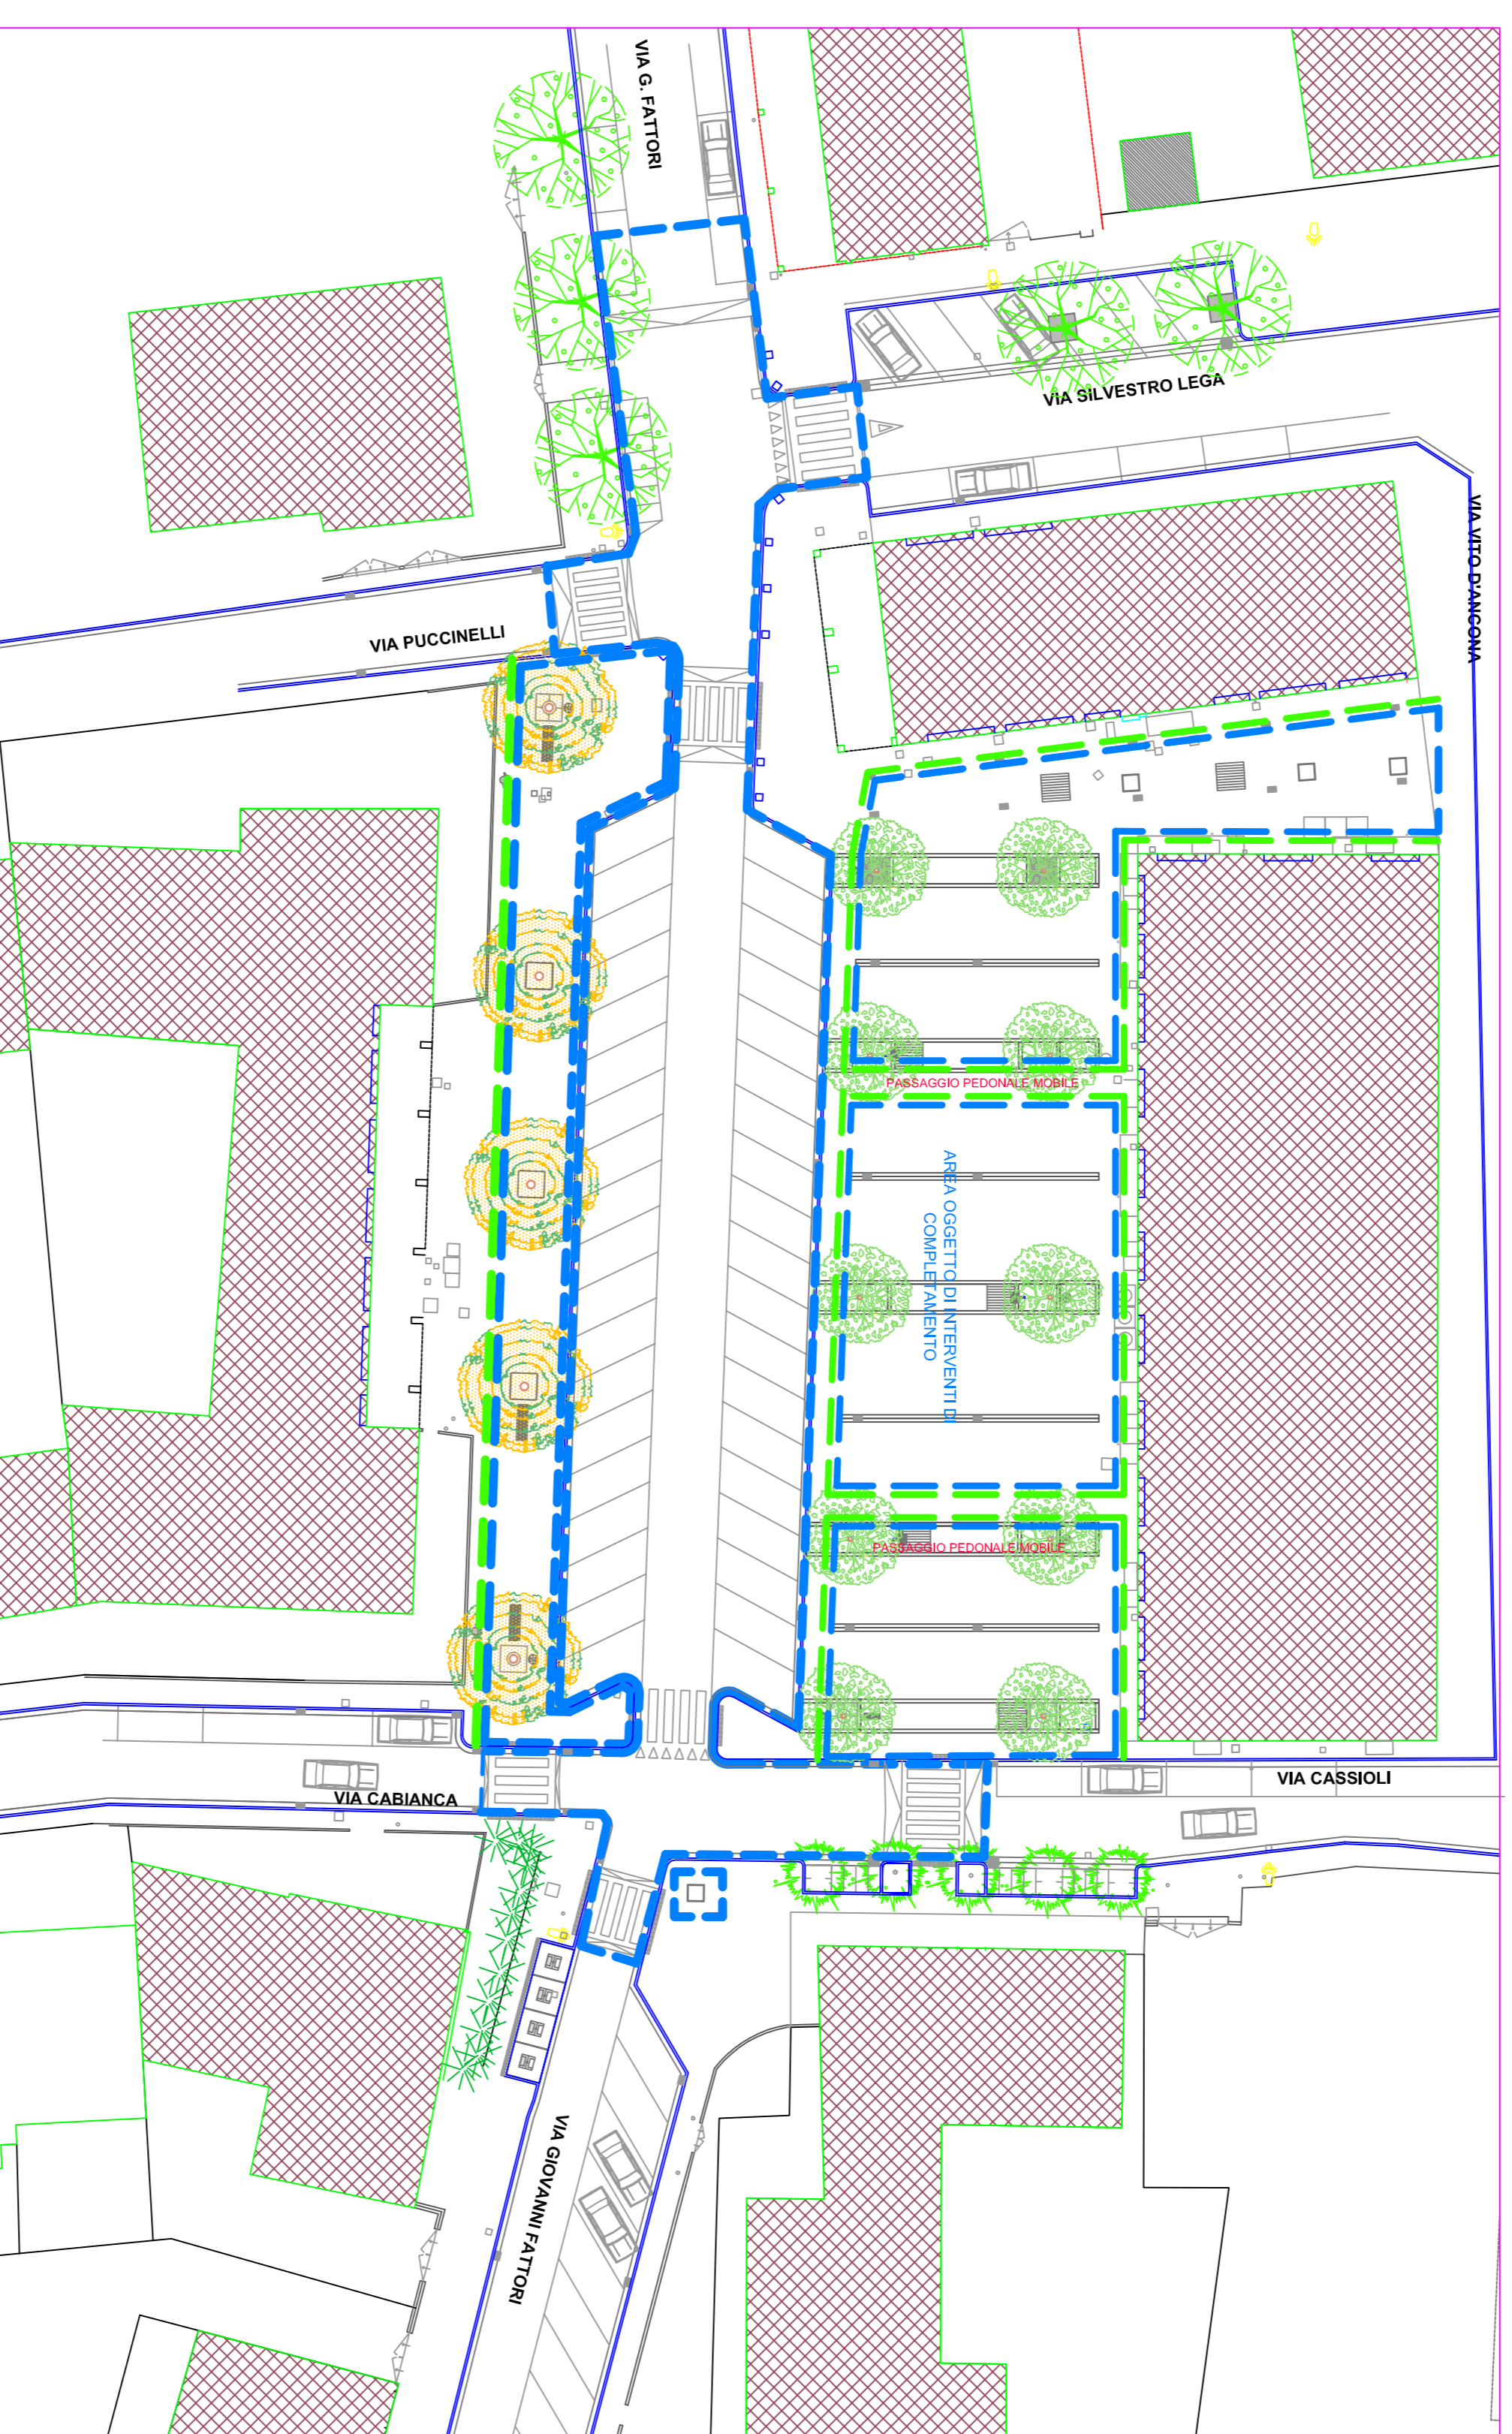 VIA G. FATTORI
VIA SILVESTRO LEGA
VIA VITO D'ANCONA
VIA PUCCINELLI
PASSAGGIO PEDONALE MOBILE
AREA OGGETTO DI INTERVENTI DI
COMPLETAMENTO
PASSAGGIO PEDONALE MOBILE
VIA CASSIOLI
VIA CABIANCA
VIA GIOVANNI FATTORI